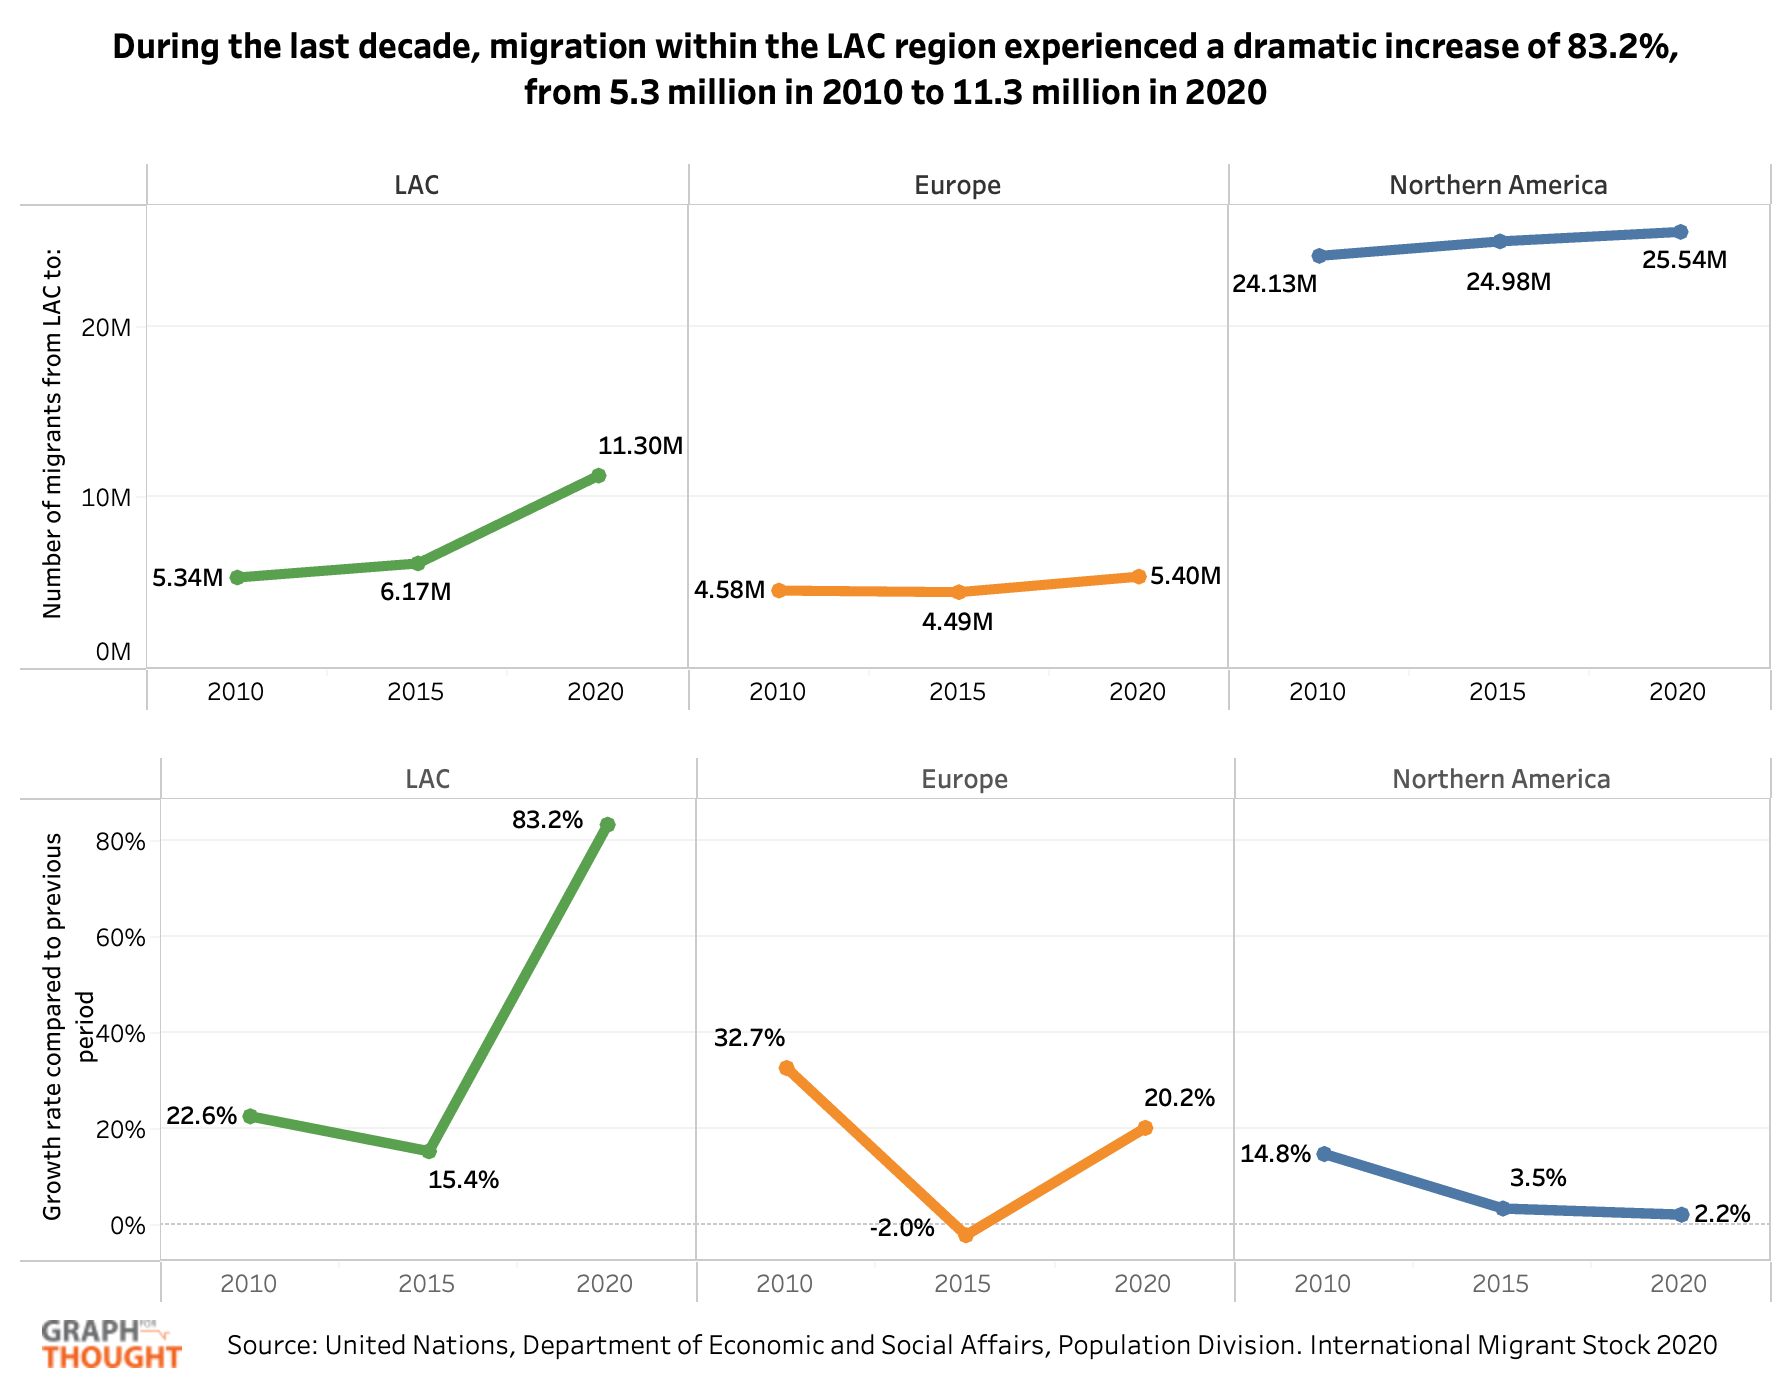 During the last decade, migration within the LAC region experienced a dramatic increase of 83.2%,
from 5.3 million in 2010 to 11.3 million in 2020
LAC
Europe
Northern America
Number of migrants from LAC to:
20M
10M
0M
5.34M
6.17M
11.30M
4.58M
4.49M
5.40M
24.13M
24.98M
25.54M
2010
2015
2020
2010
2015
2020
2010
2015
2020
LAC
Europe
Northern America
Growth rate compared to previous
period
80%
60%
40%
20%
0%
22.6%
15.4%
83.2%
32.7%
-2.0%
20.2%
14.8%
3.5%
2.2%
2010
2015
2020
2010
2015
2020
2010
2015
2020
GRAPH FOR
THOUGHT
Source: United Nations, Department of Economic and Social Affairs, Population Division. International Migrant Stock 2020